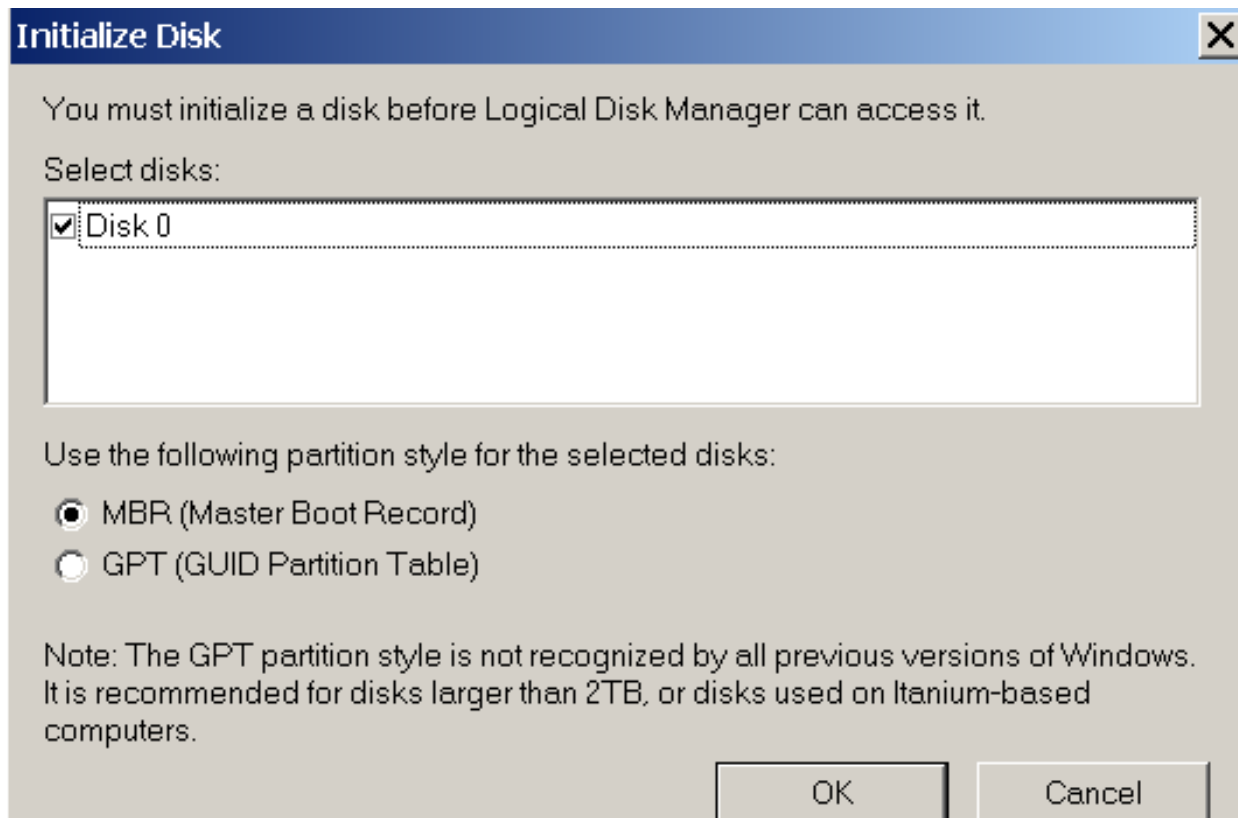 Initialize Disk
You must initialize a disk before Logical Disk Manager can access it.
Select disks:
Disk 0
Use the following partition style for the selected disks:
MBR (Master Boot Record)
GPT (GUID Partition Table)
Note: The GPT partition style is not recognized by all previous versions of Windows.
It is recommended for disks larger than 2TB, or disks used on Itanium-based
computers.
OK Cancel